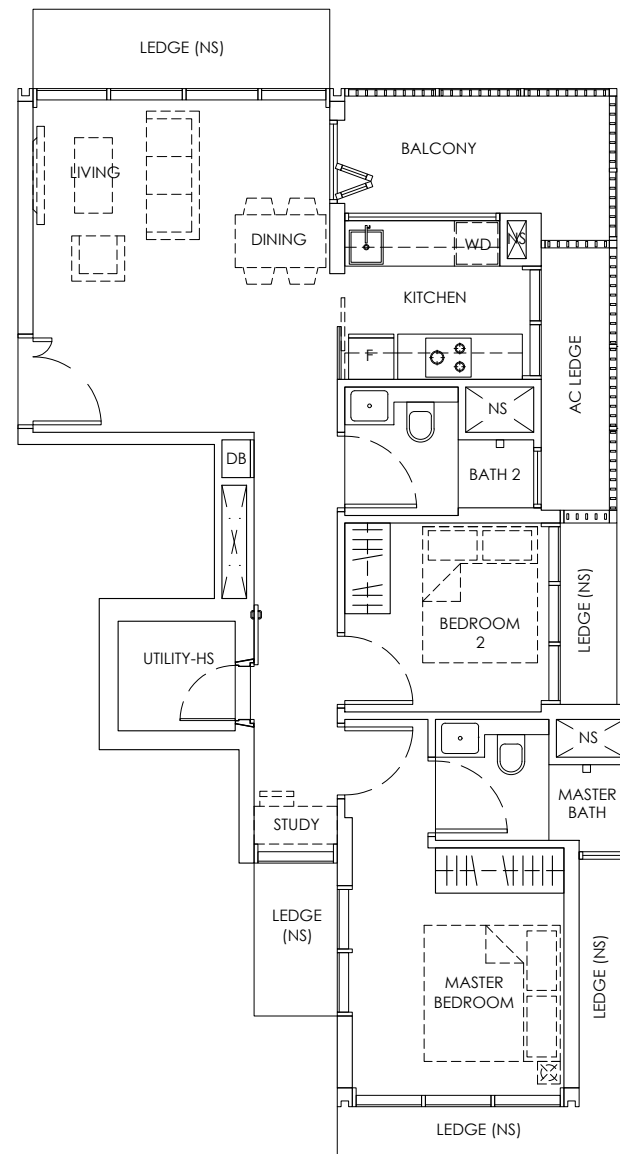 LEDGE (NS)
BALCONY
LIVING
DINING
WD
NS
KITCHEN
F
AC LEDGE
NS
DB
BATH 2
BEDROOM
2
LEDGE (NS)
UTILITY-HS
NS
MASTER
BATH
STUDY
LEDGE
(NS)
LEDGE (NS)
MASTER
BEDROOM
LEDGE (NS)